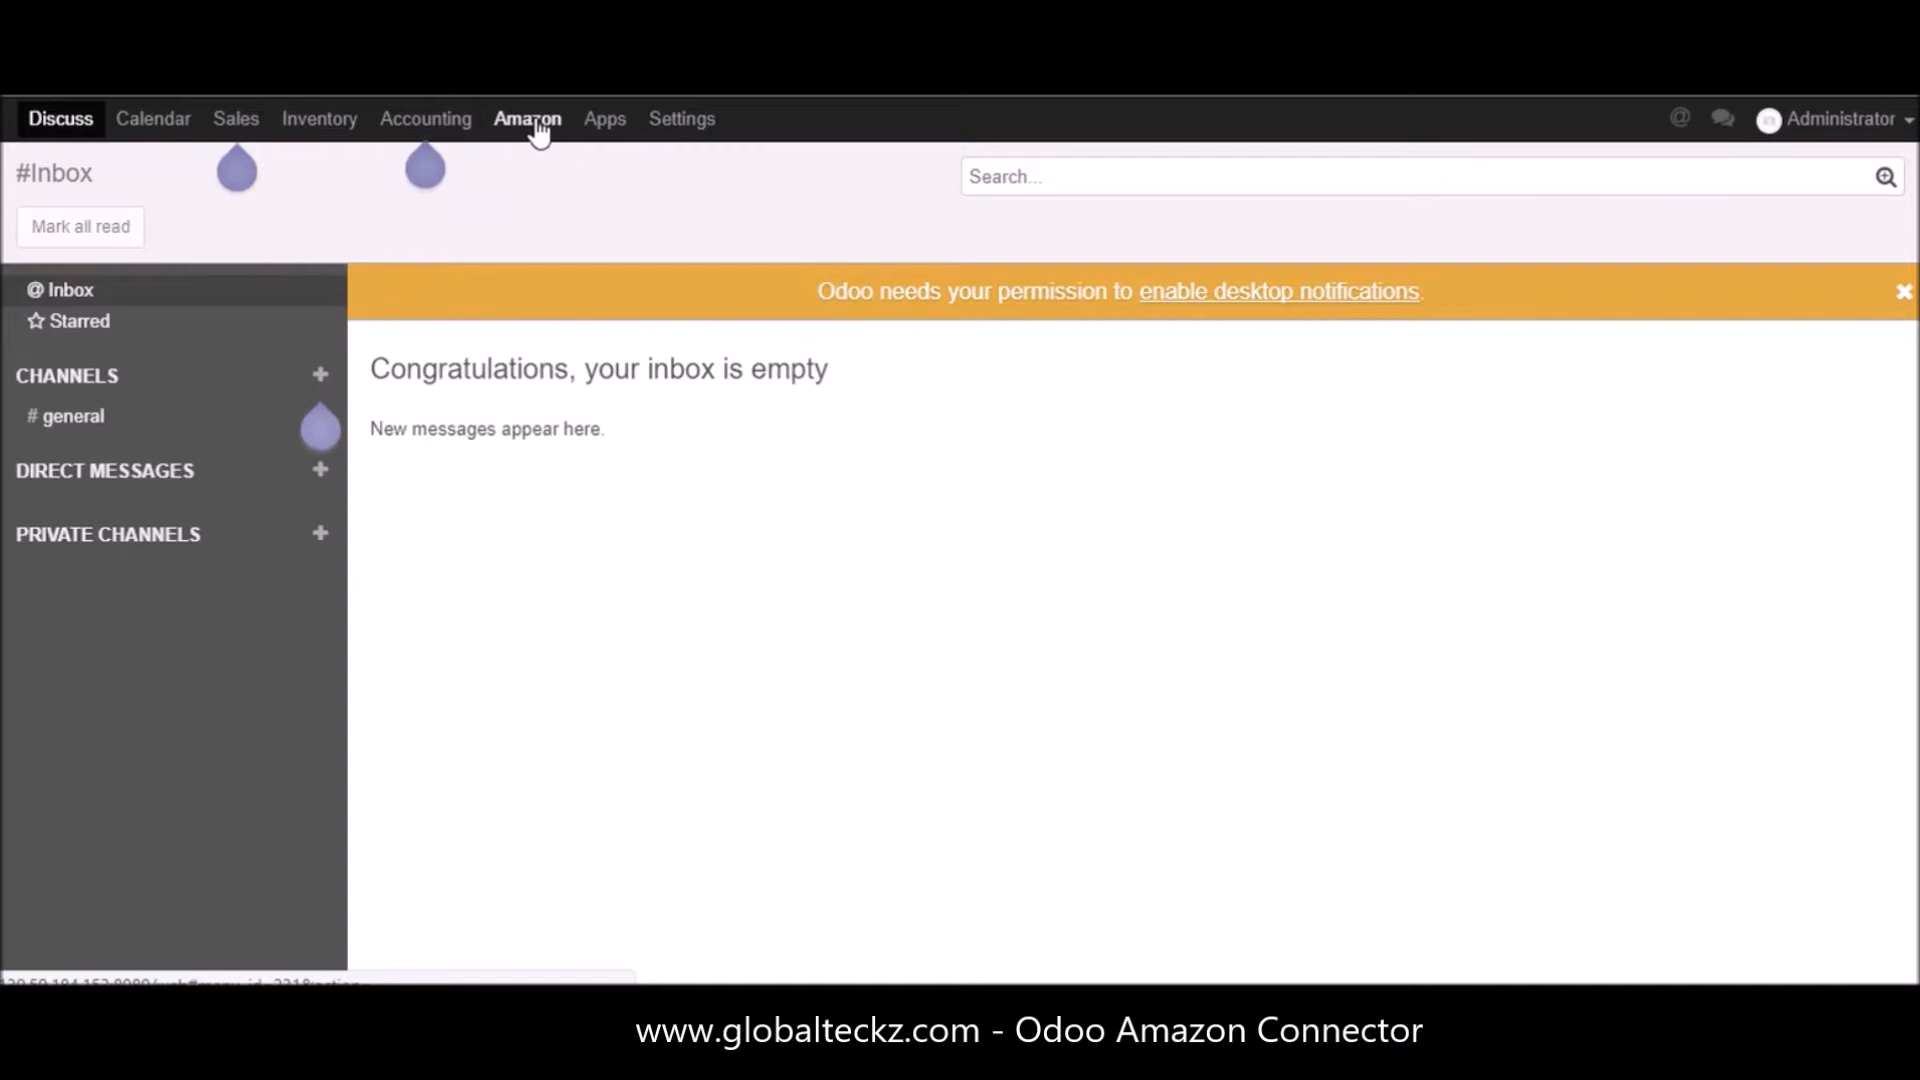 Discuss Calendar Sales Inventory Accounting Amazon Apps Settings @ Administrator
#Inbox
Search...
Mark all read
@ Inbox
Odoo needs your permission to enable desktop notifications.
Starred
CHANNELS +
# general
DIRECT MESSAGES +
PRIVATE CHANNELS +
Congratulations, your inbox is empty
New messages appear here.
www.globalteckz.com - Odoo Amazon Connector